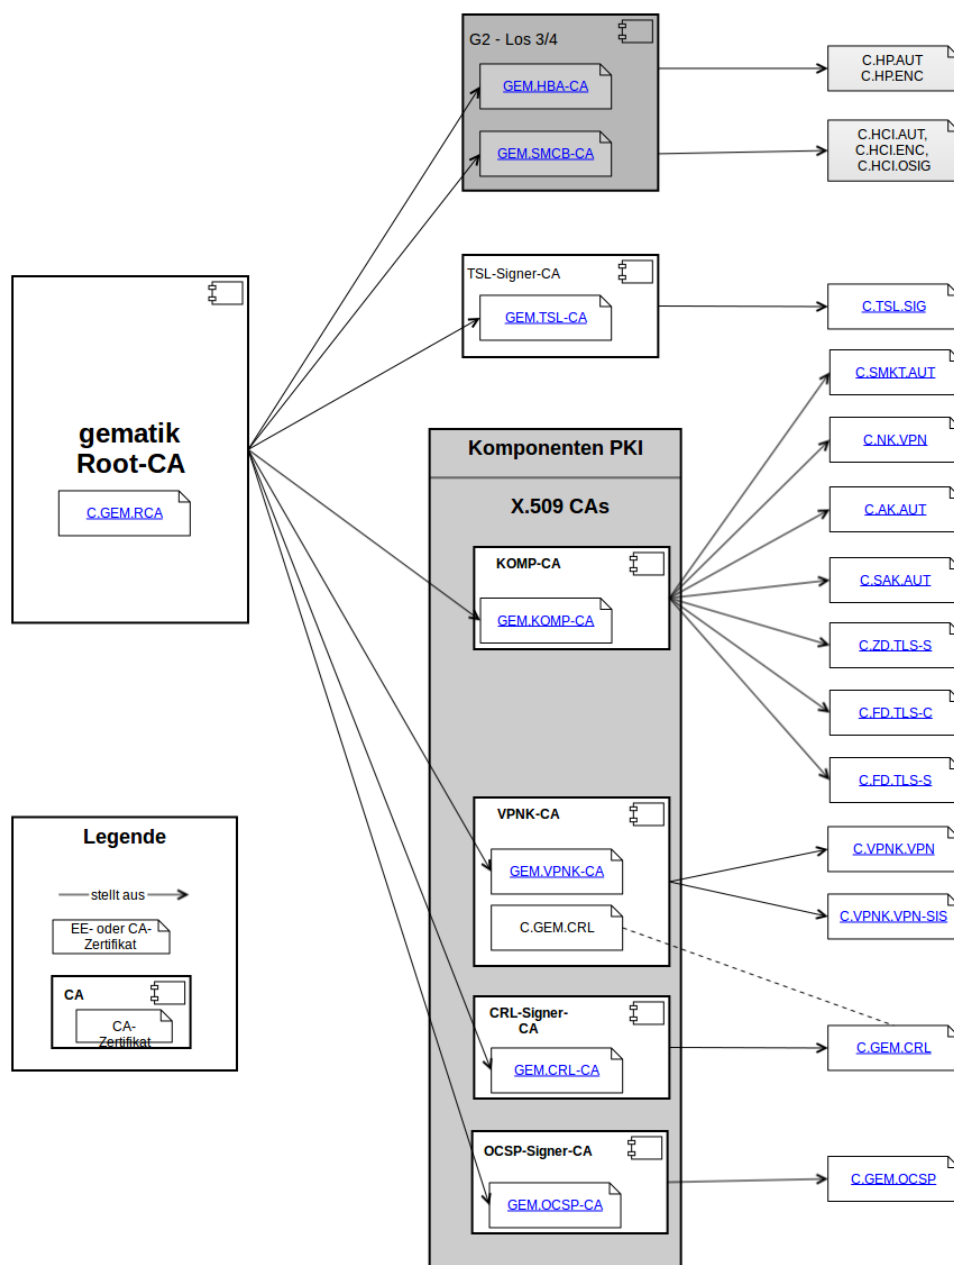 G2 - Los 3/4
GEM.HBA-CA
GEM.SMCB-CA
C.HP.AUT
C.HP.ENC
C.HCI.AUT,
C.HCI.ENC,
C.HCI.OSIG
TSL-Signer-CA
GEM.TSL-CA
C.TSL.SIG
gematik
Root-CA
C.GEM.RCA
Komponenten PKI
X.509 CAs
KOMP-CA
GEM.KOMP-CA
C.SMKT.AUT
C.NK.VPN
C.AK.AUT
C.SAK.AUT
C.ZD.TLS-S
C.FD.TLS-C
C.FD.TLS-S
VPNK-CA
GEM.VPNK-CA
C.GEM.CRL
C.VPNK.VPN
C.VPNK.VPN-SIS
CRL-Signer-
CA
GEM.CRL-CA
C.GEM.CRL
OCSP-Signer-CA
GEM.OCSP-CA
C.GEM.OCSP
Legende
stellt aus
EE- oder CA-
Zertifikat
CA
CA-
Zertifikat